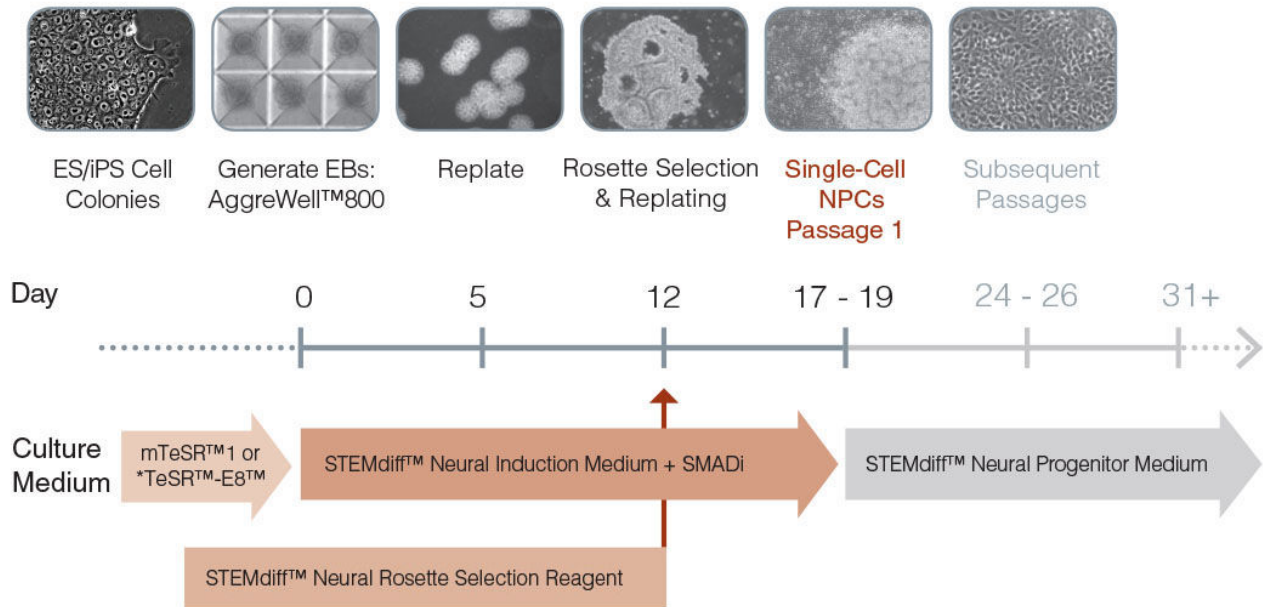 ES/iPS Cell
Colonies
Generate EBs:
AggreWell™800
Replate
Rosette Selection
& Replating
Single-Cell
NPCs
Passage 1
Subsequent
Passages
Day
0
5
12
17 - 19
24 - 26
31+
Culture
Medium
mTeSR™1 or
*TeSR™-E8™
STEMdiff™ Neural Induction Medium + SMADi
STEMdiff™ Neural Progenitor Medium
STEMdiff™ Neural Rosette Selection Reagent